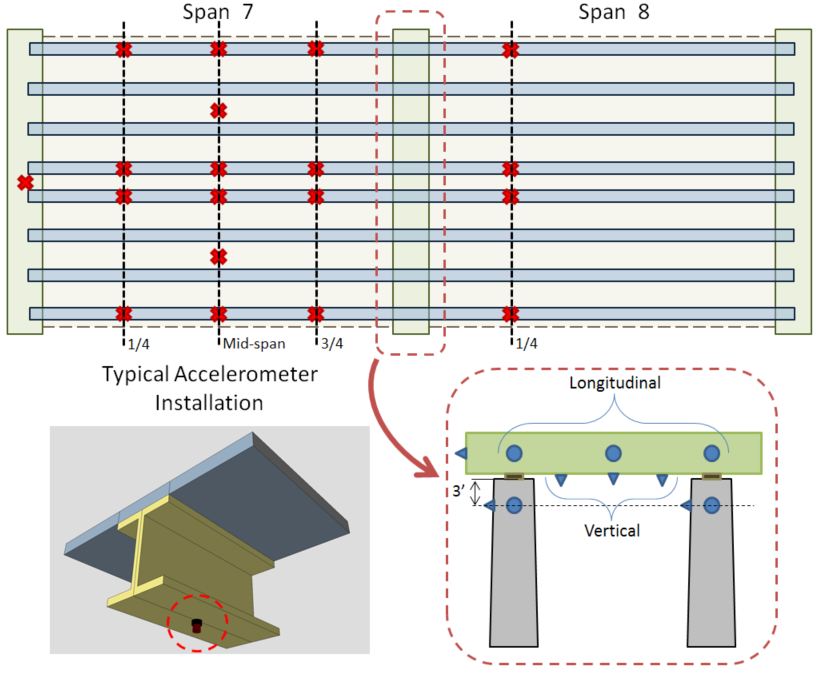 Span 7
Span 8
1/4
Mid-span
3/4
1/4
Typical Accelerometer
Installation
Longitudinal
3’
Vertical